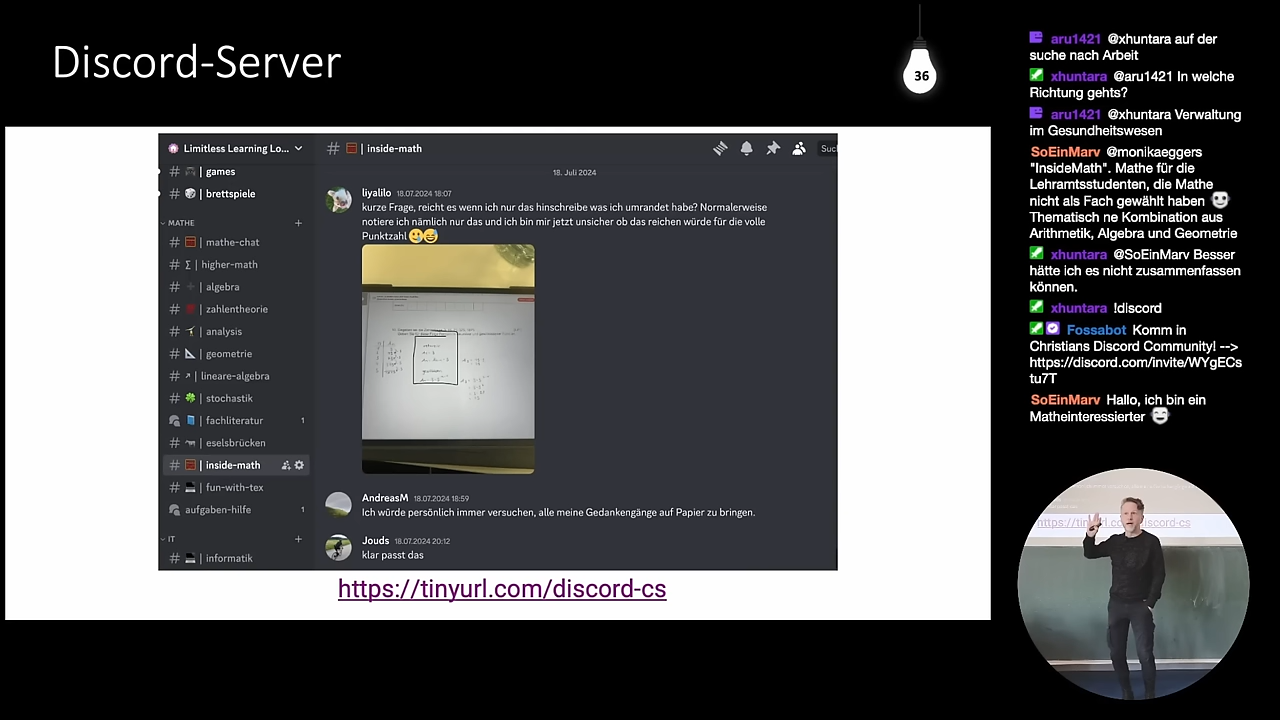 Discord-Server
36
Limitless Learning Lo...
# | games
# | brettspiele
MATHE +
# | mathe-chat
# Σ | higher-math
# | algebra
# | zahlentheorie
# | analysis
# | geometrie
# | lineare-algebra
# | stochastik
| fachliteratur 1
# | eselsbrücken
# | inside-math
# | fun-with-tex
aufgaben-hilfe 1
IT +
# | informatik
# | inside-math
Suc
18. Juli 2024
liyalilo 18.07.2024 18:07
kurze Frage, reicht es wenn ich nur das hinschreibe was ich umrandet habe? Normalerweise
notiere ich nämlich nur das und ich bin mir jetzt unsicher ob das reichen würde für die volle
Punktzahl
AndreasM 18.07.2024 18:59
Ich würde persönlich immer versuchen, alle meine Gedankengänge auf Papier zu bringen.
Jouds 18.07.2024 20:12
klar passt das
https://tinyurl.com/discord-cs
aru1421 @xhuntara auf der
suche nach Arbeit
xhuntara @aru1421 In welche
Richtung gehts?
aru1421 @xhuntara Verwaltung
im Gesundheitswesen
SoEinMarv @monikaeggers
"InsideMath". Mathe für die
Lehramtsstudenten, die Mathe
nicht als Fach gewählt haben
Thematisch ne Kombination aus
Arithmetik, Algebra und Geometrie
xhuntara @SoEinMarv Besser
hätte ich es nicht zusammenfassen
können.
xhuntara !discord
Fossabot Komm in
Christians Discord Community! -->
https://discord.com/invite/WYgECs
tu7T
SoEinMarv Hallo, ich bin ein
Matheinteressierter